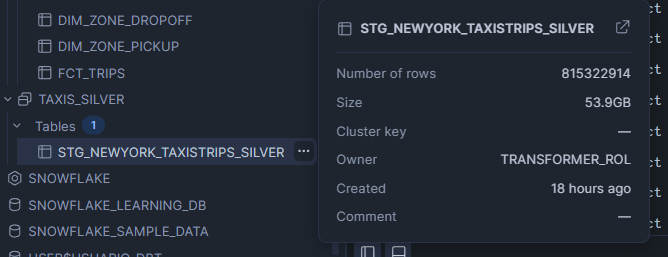 DIM_ZONE_DROPOFF
DIM_ZONE_PICKUP
FCT_TRIPS
TAXIS_SILVER
Tables 1
STG_NEWYORK_TAXISTRIPS_SILVER ...
SNOWFLAKE
SNOWFLAKE_LEARNING_DB
SNOWFLAKE_SAMPLE_DATA
STG_NEWYORK_TAXISTRIPS_SILVER
Number of rows 815322914
Size 53.9GB
Cluster key —
Owner TRANSFORMER_ROL
Created 18 hours ago
Comment —
ct
ct
ct
ct
ct
ct
ct
ct